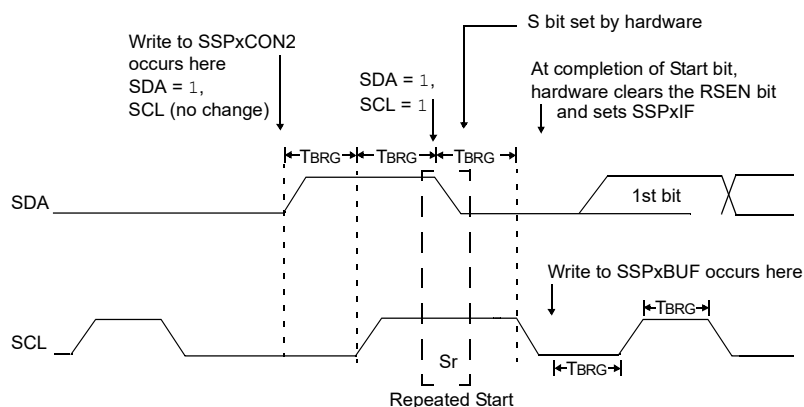 S bit set by hardware
Write to SSPxCON2
occurs here
SDA = 1,
SCL (no change)
SDA = 1,
SCL = 1
At completion of Start bit,
hardware clears the RSEN bit
and sets SSPxIF
TBRG
TBRG
TBRG
SDA
1st bit
Write to SSPxBUF occurs here
TBRG
SCL
Sr
TBRG
Repeated Start